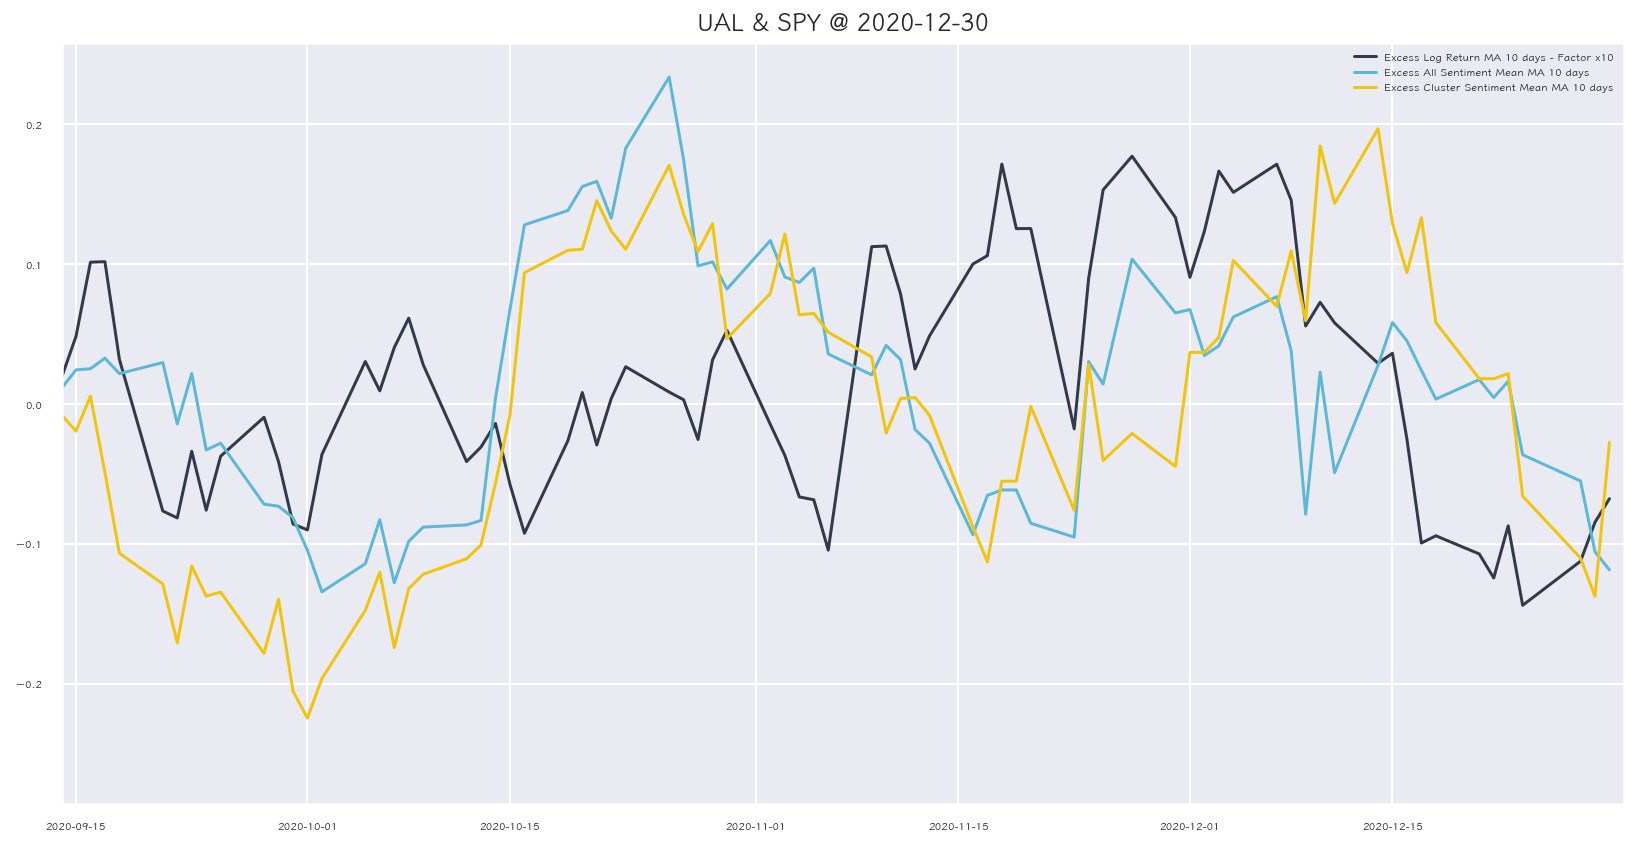 UAL & SPY @ 2020-12-30
Excess Log Return MA 10 days - Factor x10
Excess All Sentiment Mean MA 10 days
Excess Cluster Sentiment Mean MA 10 days
0.2
0.1
0.0
−0.1
−0.2
2020-09-15 2020-10-01 2020-10-15 2020-11-01 2020-11-15 2020-12-01 2020-12-15